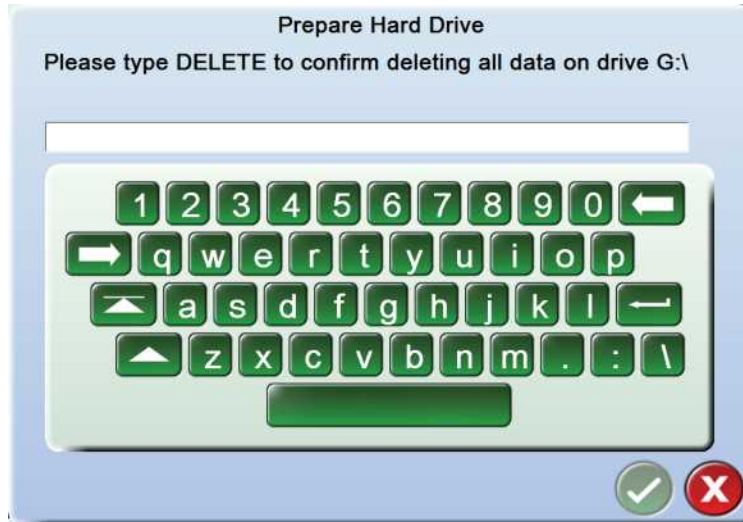 Prepare Hard Drive
Please type DELETE to confirm deleting all data on drive G:\
1 2 3 4 5 6 7 8 9 0
q w e r t y u i o p
a s d f g h j k l
z x c v b n m . : \